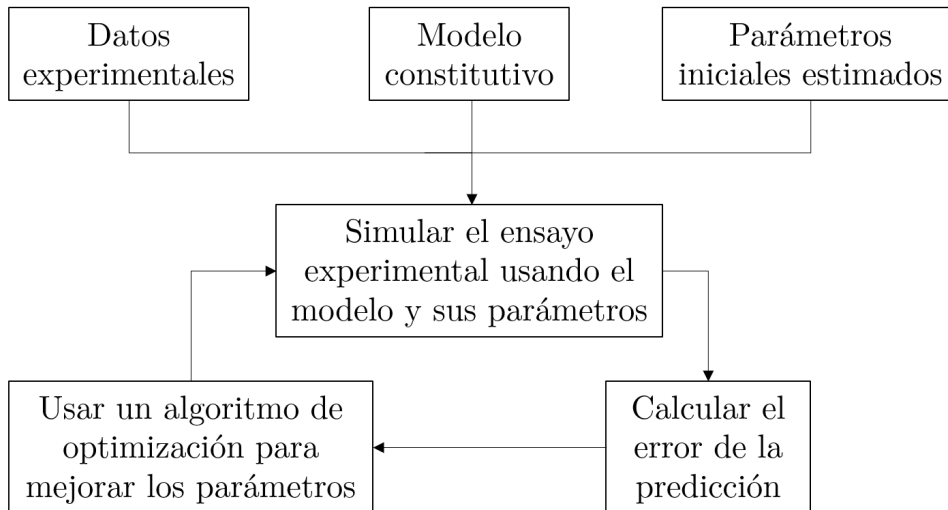 Datos
experimentales
Modelo
constitutivo
Parámetros
iniciales estimados
Simular el ensayo
experimental usando el
modelo y sus parámetros
Usar un algoritmo de
optimización para
mejorar los parámetros
Calcular el
error de la
predicción